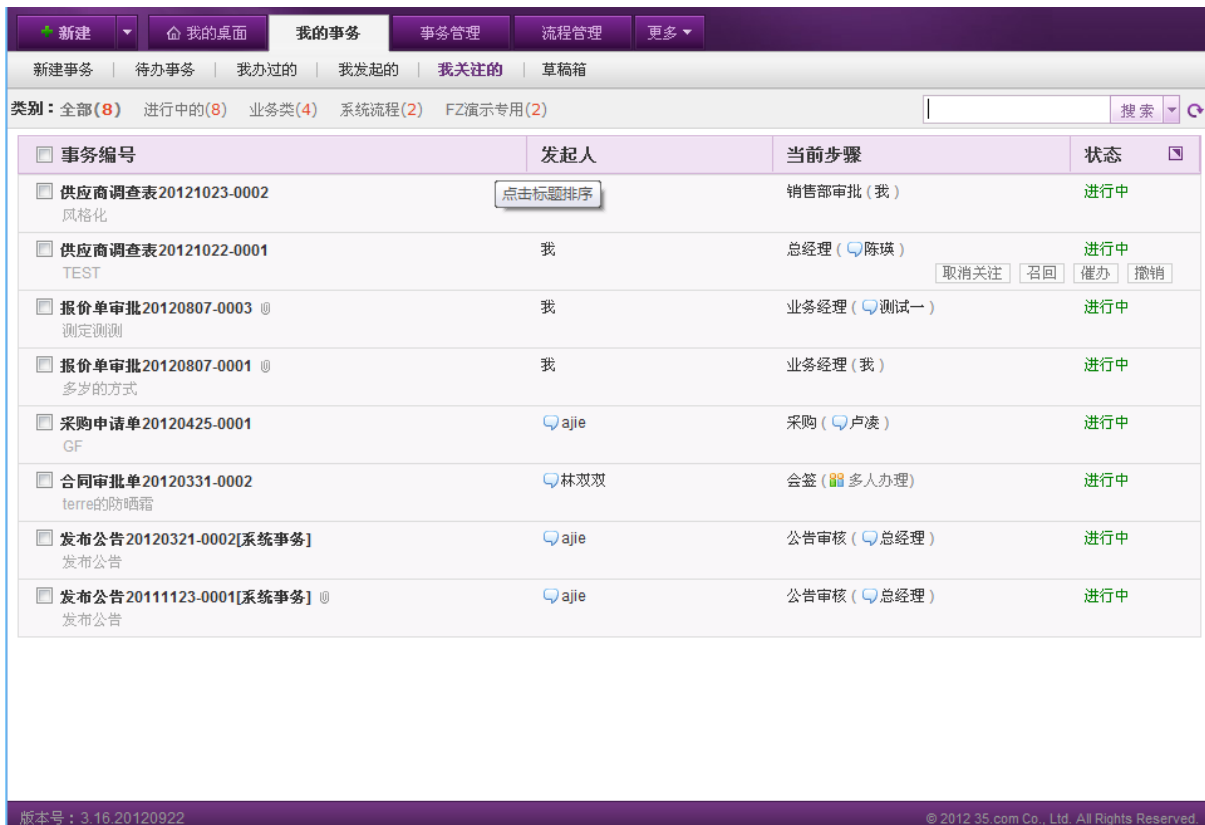 新建 我的桌面 我的事务 事务管理 流程管理 更多
新建事务 | 待办事务 | 我办过的 | 我发起的 | 我关注的 | 草稿箱
类别：全部(8) 进行中的(8) 业务类(4) 系统流程(2) FZ演示专用(2) 搜索
事务编号 发起人 当前步骤 状态
供应商调查表20121023-0002 点击标题排序 销售部审批(我) 进行中
风格化
供应商调查表20121022-0001 我 总经理(陈瑛) 进行中
TEST 取消关注 召回 催办 撤销
报价单审批20120807-0003 我 业务经理(测试一) 进行中
测定测测
报价单审批20120807-0001 我 业务经理(我) 进行中
多岁的方式
采购申请单20120425-0001 ajie 采购(卢凌) 进行中
GF
合同审批单20120331-0002 林双双 会签(多人办理) 进行中
terre的防晒霜
发布公告20120321-0002[系统事务] ajie 公告审核(总经理) 进行中
发布公告
发布公告20111123-0001[系统事务] ajie 公告审核(总经理) 进行中
发布公告
版本号：3.16.20120922 © 2012 35.com Co., Ltd. All Rights Reserved.